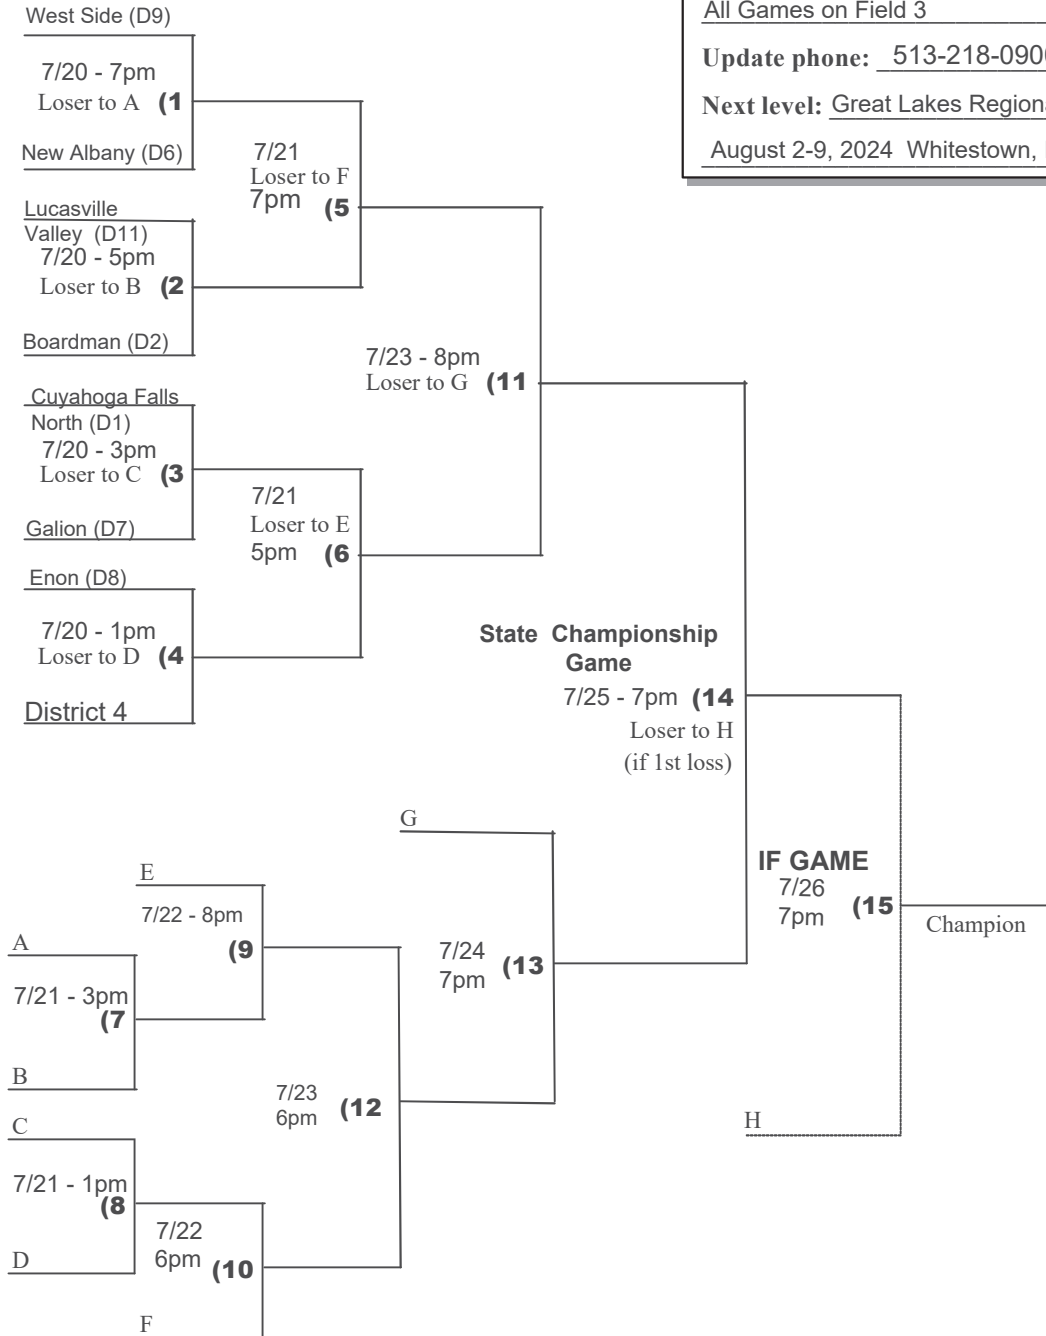 West Side (D9)
7/20 - 7pm
Loser to A (1
New Albany (D6)
Lucasville
Valley (D11)
7/20 - 5pm
Loser to B (2
Boardman (D2)
Cuyahoga Falls
North (D1)
7/20 - 3pm
Loser to C (3
Galion (D7)
Enon (D8)
7/20 - 1pm
Loser to D (4
District 4
7/21
Loser to F
7pm (5
7/21
Loser to E
5pm (6
7/23 - 8pm
Loser to G (11
All Games on Field 3
Update phone: 513-218-090
Next level: Great Lakes Region
August 2-9, 2024 Whitestown,
State Championship
Game
7/25 - 7pm (14
Loser to H
(if 1st loss)
IF GAME
7/26
7pm (15
Champion
H
G
7/24
7pm (13
E
7/22 - 8pm
(9
A
7/21 - 3pm
(7
B
7/23
6pm (12
C
7/21 - 1pm
(8
D
7/22
6pm (10
F